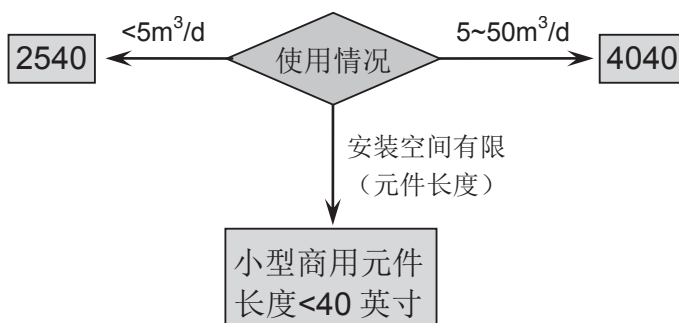 <5m³/d
5~50m³/d
2540
使用情况
4040
安装空间有限
（元件长度）
小型商用元件
长度<40 英寸